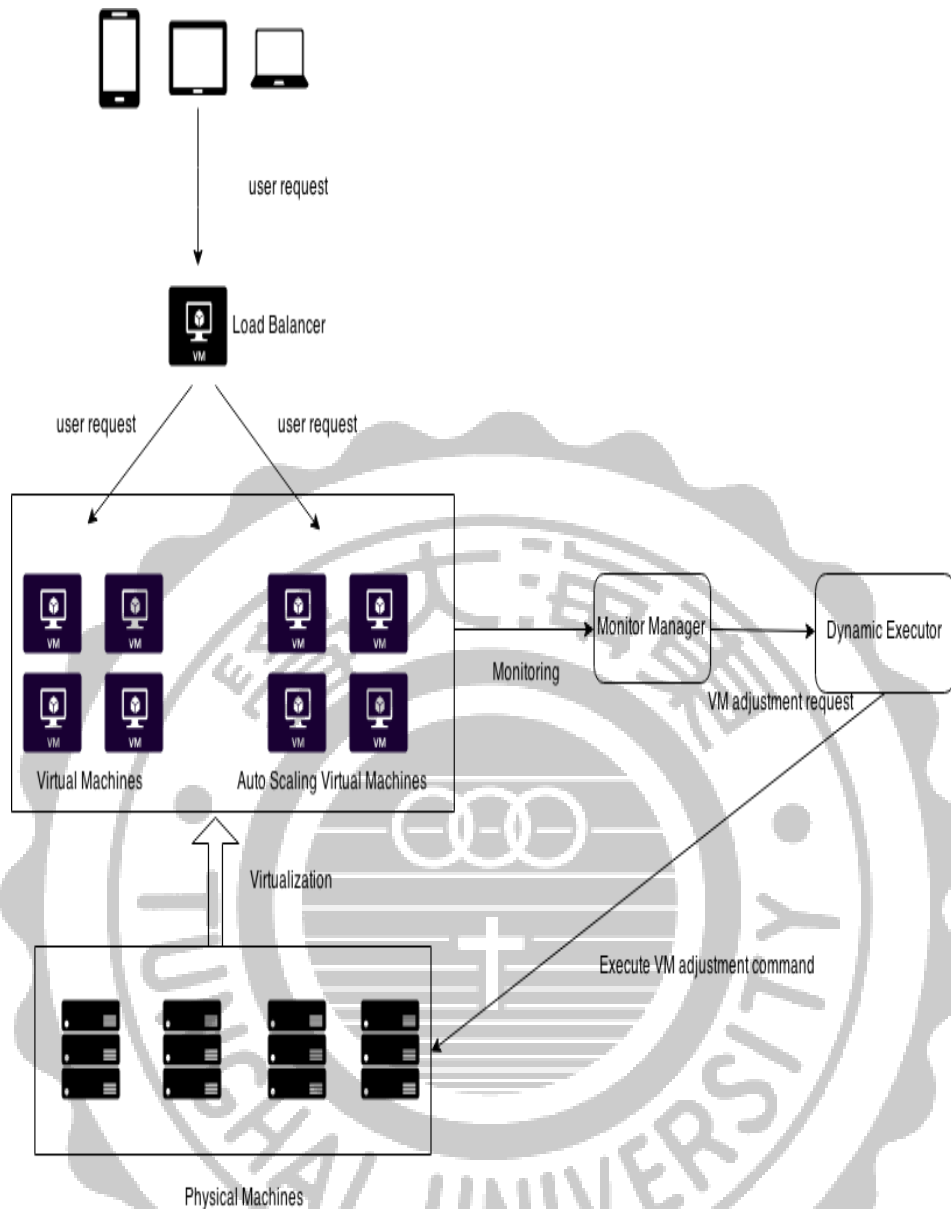 user request
VM
Load Balancer
user request
user request
VM
VM
VM
VM
VM
VM
VM
VM
Virtual Machines
Auto Scaling Virtual Machines
Monitoring
Monitor Manager
VM adjustment request
Dynamic Executor
Virtualization
Execute VM adjustment command
Physical Machines
UNIVERSITY